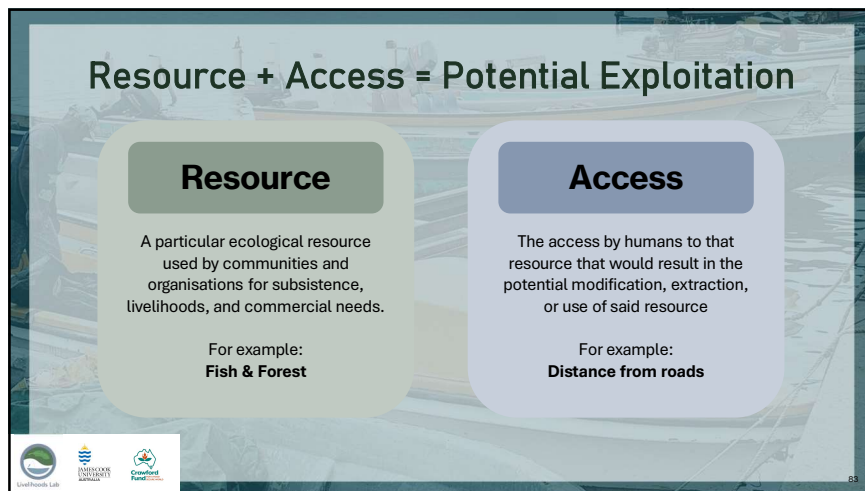 Resource + Access = Potential Exploitation
Resource
A particular ecological resource
used by communities and
organisations for subsistence,
livelihoods, and commercial needs.
For example:
Fish & Forest
Access
The access by humans to that
resource that would result in the
potential modification, extraction,
or use of said resource
For example:
Distance from roads
Livelihoods Lab
JAMES COOK
UNIVERSITY
AUSTRALIA
Crawford
Fund
83